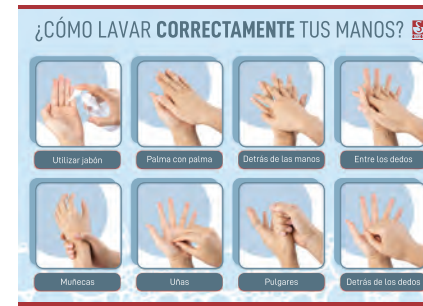 ¿CÓMO LAVAR CORRECTAMENTE TUS MANOS?
Utilizar jabón
Palma con palma
Detrás de las manos
Entre los dedos
Muñecas
Uñas
Pulgares
Detrás de los dedos